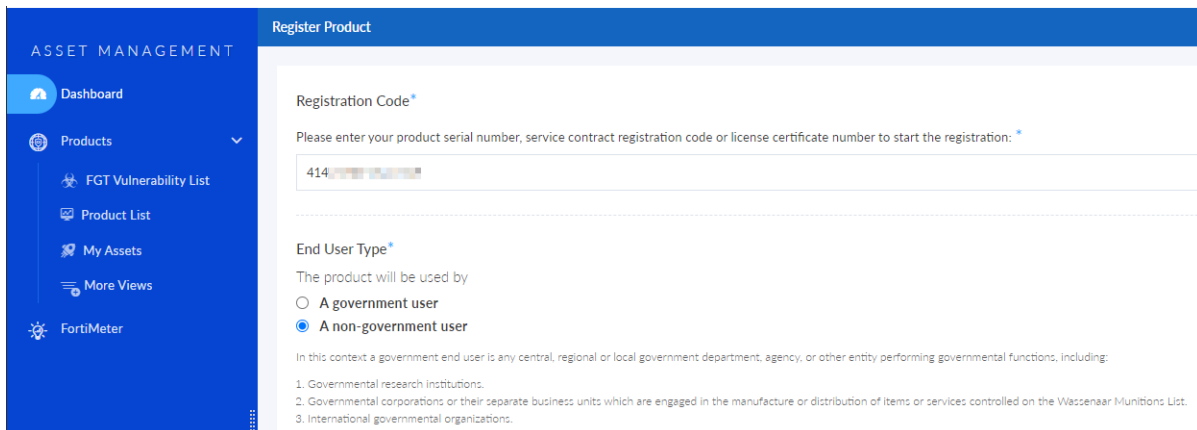 ASSET MANAGEMENT
Dashboard
Products
FGT Vulnerability List
Product List
My Assets
More Views
FortiMeter
Register Product
Registration Code*
Please enter your product serial number, service contract registration code or license certificate number to start the registration: *
414
End User Type*
The product will be used by
A government user
A non-government user
In this context a government end user is any central, regional or local government department, agency, or other entity performing governmental functions, including:
1. Governmental research institutions.
2. Governmental corporations or their separate business units which are engaged in the manufacture or distribution of items or services controlled on the Wassenaar Munitions List.
3. International governmental organizations.